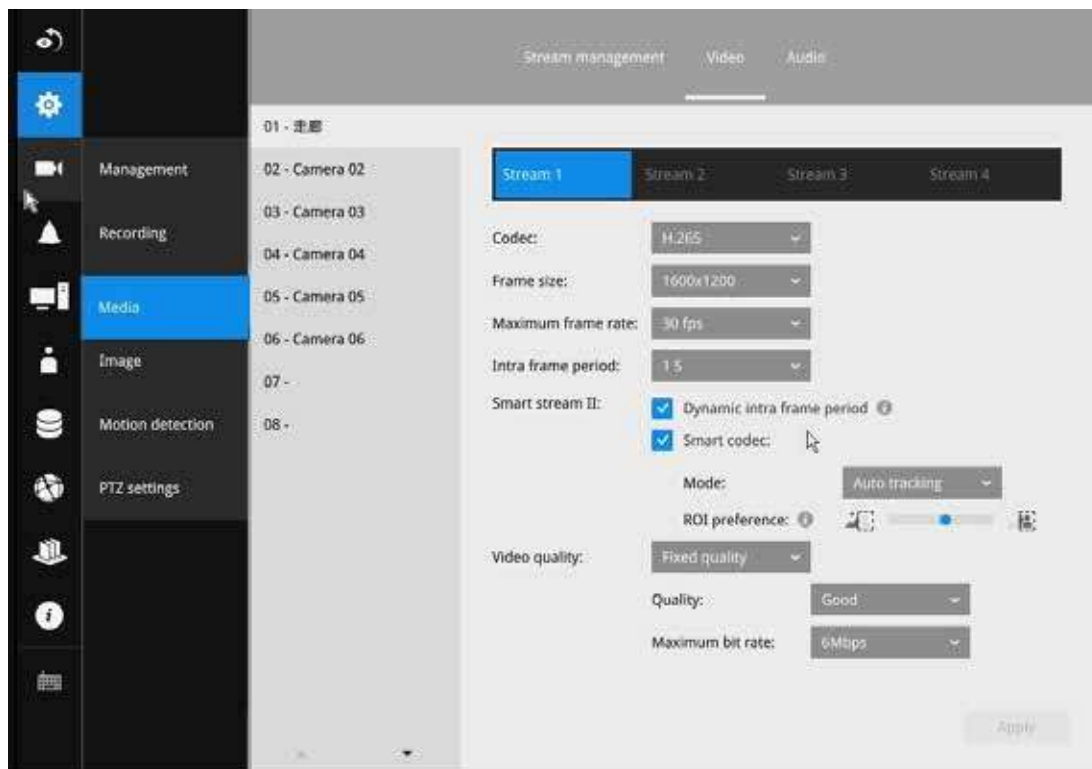 Stream management Video Audio
01 - 走廊
02 - Camera 02
03 - Camera 03
04 - Camera 04
05 - Camera 05
06 - Camera 06
07 -
08 -
Management
Recording
Media
Image
Motion detection
PTZ settings
Stream 1 Stream 2 Stream 3 Stream 4
Codec: H.265
Frame size: 1600x1200
Maximum frame rate: 30 fps
Intra frame period: 1 S
Smart stream II: Dynamic intra frame period
Smart codec:
Mode: Auto tracking
ROI preference:
Video quality: Fixed quality
Quality: Good
Maximum bit rate: 6Mbps
Apply